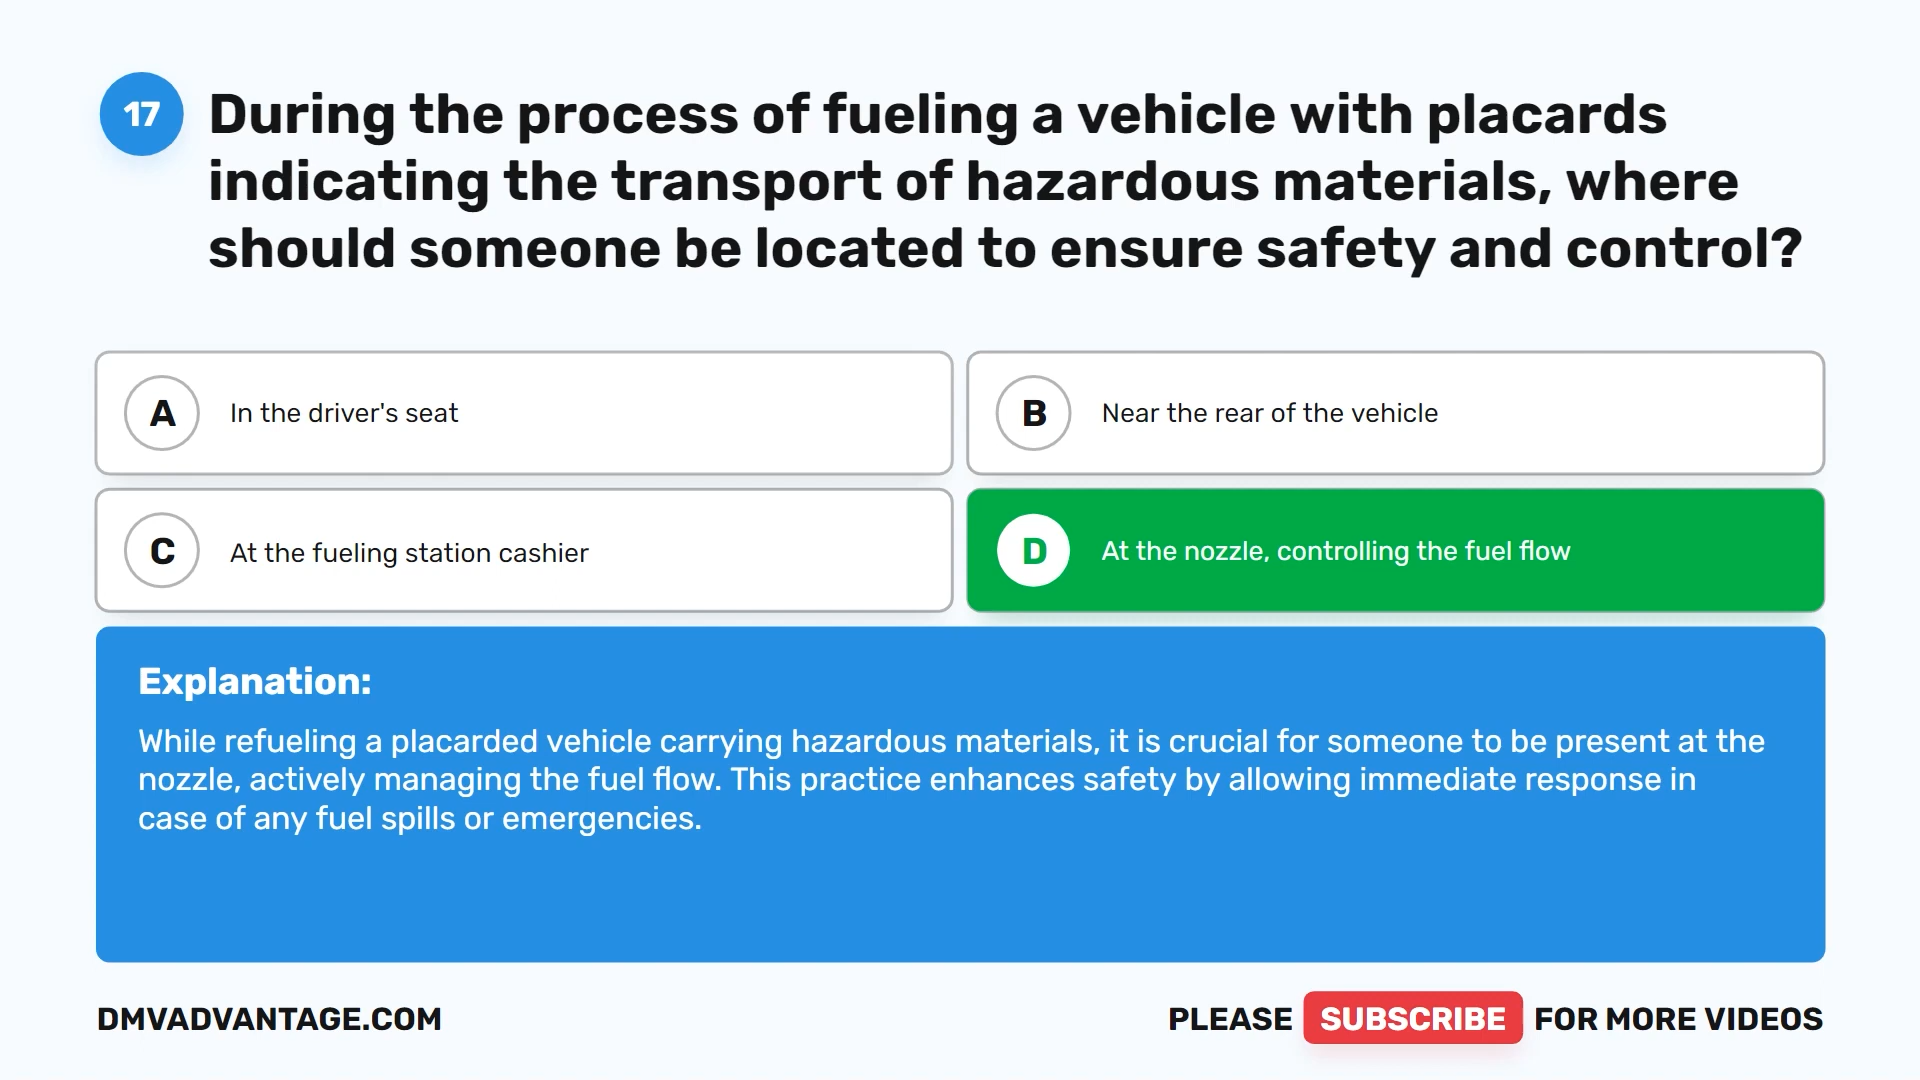 17
During the process of fueling a vehicle with placards
indicating the transport of hazardous materials, where
should someone be located to ensure safety and control?
A
In the driver's seat
B
Near the rear of the vehicle
C
At the fueling station cashier
D
At the nozzle, controlling the fuel flow
Explanation:
While refueling a placarded vehicle carrying hazardous materials, it is crucial for someone to be present at the
nozzle, actively managing the fuel flow. This practice enhances safety by allowing immediate response in
case of any fuel spills or emergencies.
DMVADVANTAGE.COM
PLEASE SUBSCRIBE FOR MORE VIDEOS